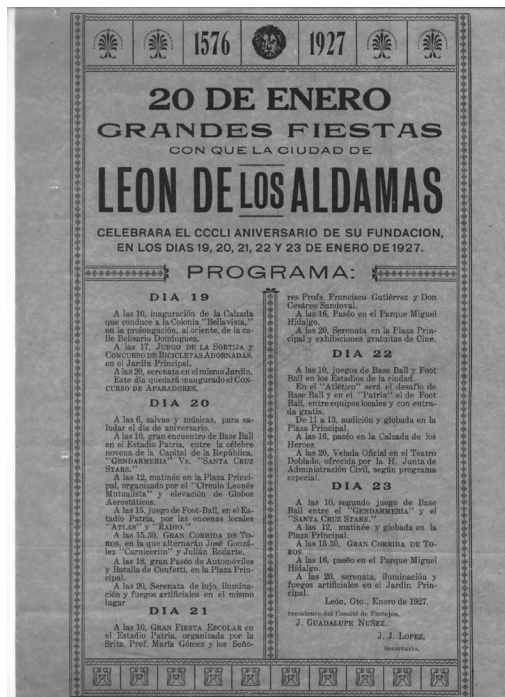 1576
1927
20 DE ENERO
GRANDES FIESTAS
CON QUE LA CIUDAD DE
LEON DE LOS ALDAMAS
CELEBRARA EL CCCLI ANIVERSARIO DE SU FUNDACION,
EN LOS DIAS 19, 20, 21, 22 Y 23 DE ENERO DE 1927.
PROGRAMA:
DIA 19
A las 10, inaguración de la Calzada
que conduce a la Colonia "Bellavista,"
en la prolongación, al oriente, de la ca-
lle Belisario Domínguez.
A las 17, JUEGO DE LA SORTIJA y
CONCURSO DE BICICLETAS ADORNADAS,
en el Jardín Principal.
A las 20, serenata en el mismo Jardín.
Este día quedará inaugurado el CON-
CURSO DE APARADORES.
DIA 20
A las 6, salvas y músicas, para sa-
ludar el día de aniversario.
A las 10, gran encuentro de Base Ball
en el Estadio Patria, entre la célebre
novena de la Capital de la República,
"GENDARMERIA" Vs. "SANTA CRUZ
STARS."
A las 12, matinée en la Plaza Princi-
pal, organizado por el "Círculo Leonés
Mutualista" y elevación de Globos
Aerostáticos.
A las 15, juego de Foot-Ball, en el Es-
tadio Patria, por las oncenas locales
"ATLAS" y "RADIO."
A las 15.30, GRAN CORRIDA DE TO-
ROS, en la que alternarán José Gonzá-
lez "Carnicerito" y Julián Rodarte.
A las 18, gran Paséo de Automóviles
y Batalla de Confetti, en la Plaza Prin-
cipal.
A las 20, Serenata de lujo, ilumina-
ción y fuegos artificiales en el mismo
lugar
DIA 21
A las 10, GRAN FIESTA ESCOLAR en
el Estadio Patria, organizada por la
Srita. Prof. María Gómez y los Seño-
res Profs. Francisco Gutiérrez y Don
Cesáreo Sandoval.
A las 16, Paséo en el Parque Miguel
Hidalgo.
A las 20, Serenata en la Plaza Prin-
cipal y exhibiciones gratuitas de Cine.
DIA 22
A las 10, juegos de Base Ball y Foot
Ball en los Estadios de la ciudad.
En el "Atlético" será el desafío de
Base Ball y en el "Patria" el de Foot
Ball, entre equipos locales y con entra-
da gratis.
De 11 a 13, audición y globada en la
Plaza Principal.
A las 16, paséo en la Calzada de los
Heroes.
A las 20, Velada Oficial en el Teatro
Doblado, ofrecida por la H. Junta de
Administración Civil, según programa
especial.
DIA 23
A las 10, segundo juego de Base
Ball entre el "GENDARMERIA" y el
"SANTA CRUZ STARS."
A las 12, matinée y globada en la
Plaza Principal.
A las 15.30, GRAN CORRIDA DE TO-
ROS.
A las 16, paséo en el Parque Miguel
Hidalgo.
A las 20, serenata, iluminación y
fuegos artificiales en el Jardín Prin-
cipal.
León, Gto., Enero de 1927.
Presidente del Comité de Festejos,
J. GUADALUPE NUÑEZ.
J. J. LOPEZ,
Secretario.